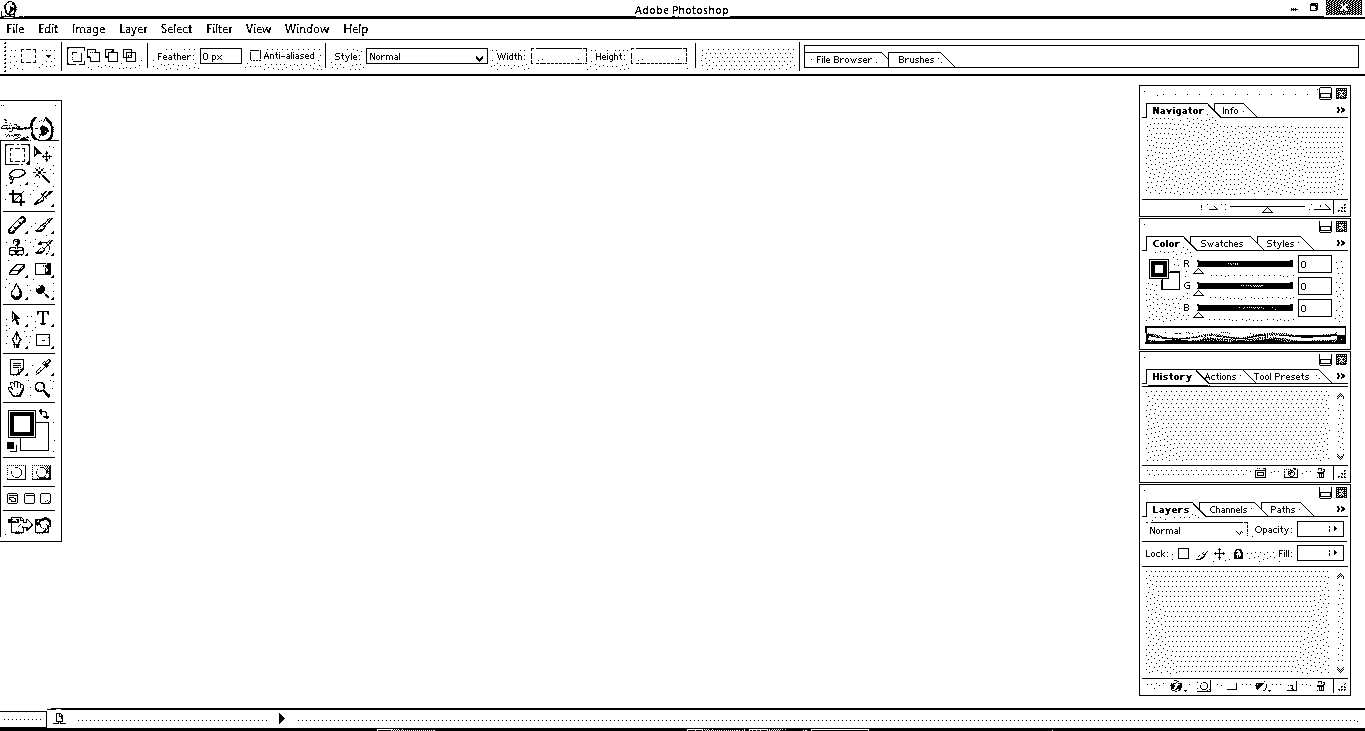 Adobe Photoshop
File Edit Image Layer Select Filter View Window Help
Feather: 0 px Anti-aliased Style: Normal Width: Height: File Browser Brushes
Navigator Info
Color Swatches Styles
R 0
G 0
B 0
History Actions Tool Presets
Layers Channels Paths
Normal Opacity:
Lock: Fill: